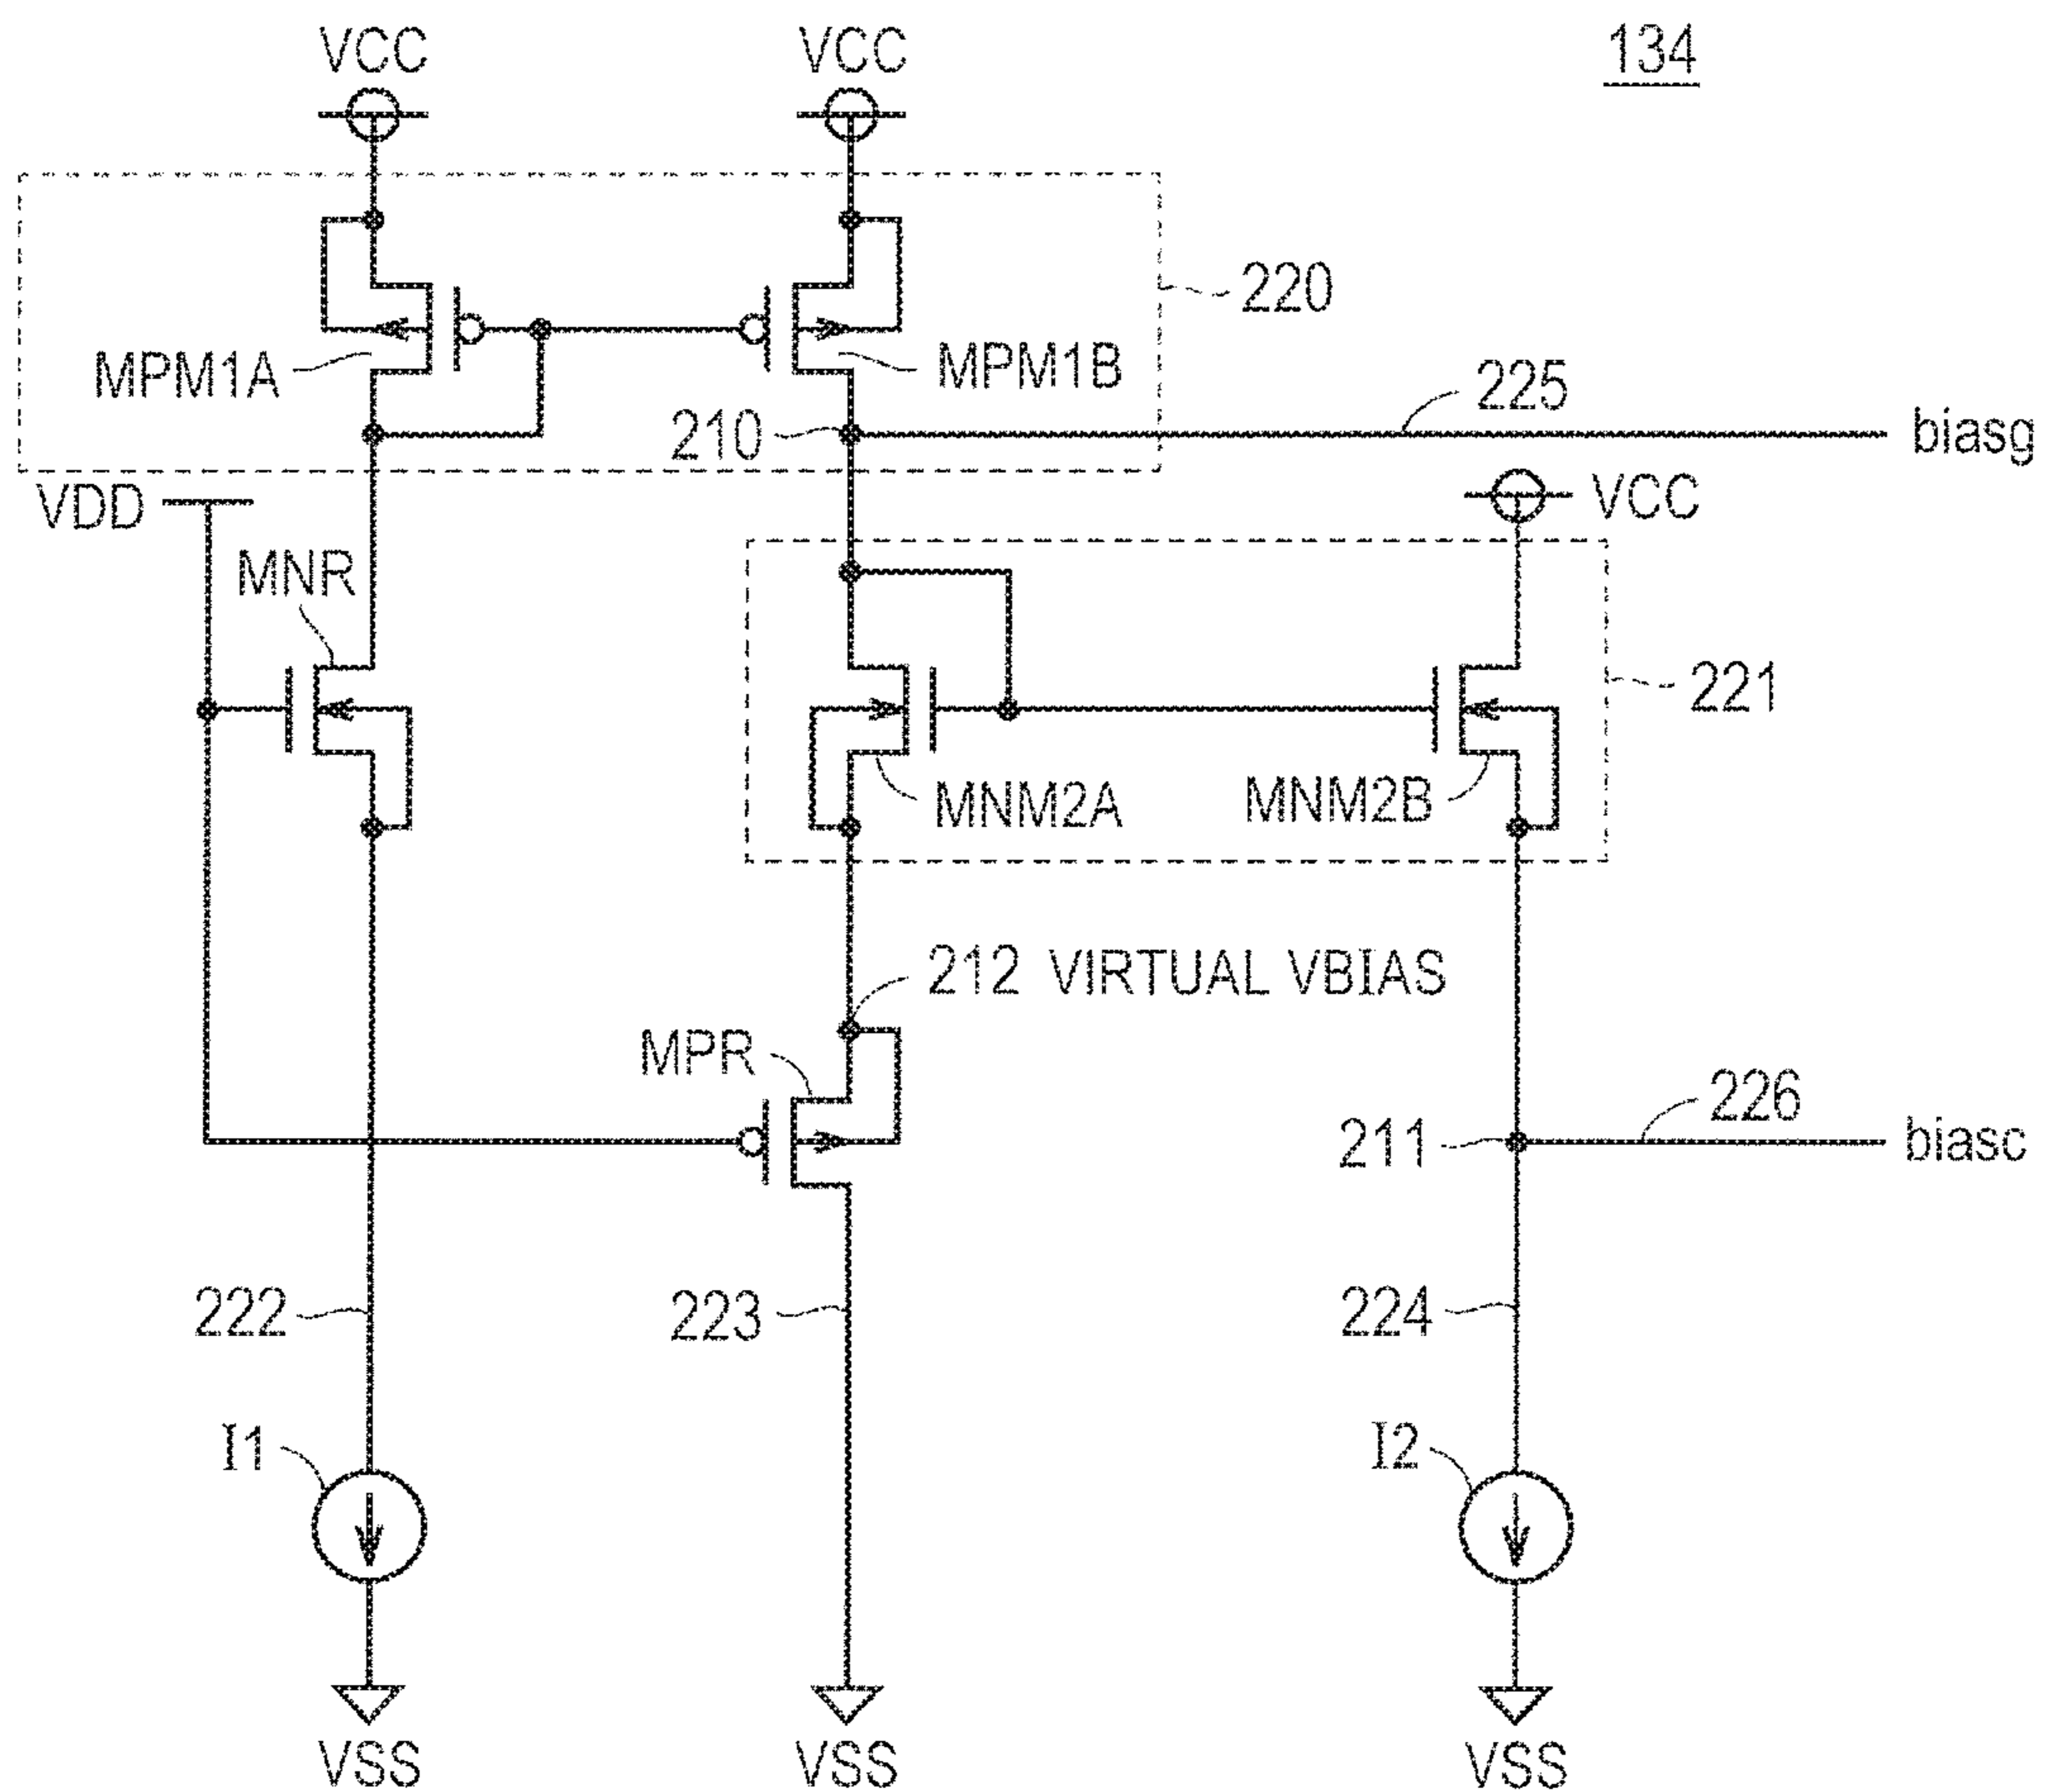 VCC
VCC
134
220
MPM1A
MPM1B
225
210
biasg
VDD
VCC
MNR
221
MNM2A
MNM2B
212 VIRTUAL VBIAS
MPR
226
211
biasc
222
223
224
I1
I2
VSS
VSS
VSS